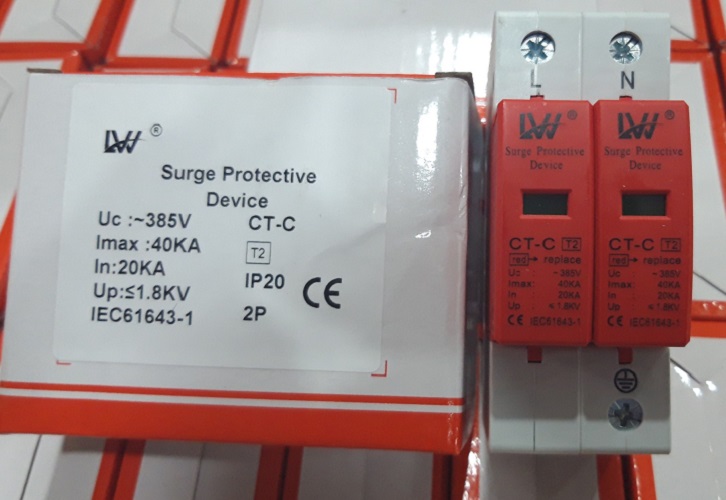 LW ®
Surge Protective
Device
Uc :~385V CT-C
Imax :40KA T2
In:20KA IP20
Up:≤1.8KV CE
IEC61643-1 2P
L
N
LW ®
Surge Protective
Device
CT-C T2
red→ replace
Uc ~385V
Imax: 40KA
In 20KA
Up ≤1.8KV
CE IEC61643-1
LW ®
Surge Protective
Device
CT-C T2
red→ replace
Uc ~385V
Imax: 40KA
In 20KA
Up ≤1.8KV
CE IEC61643-1